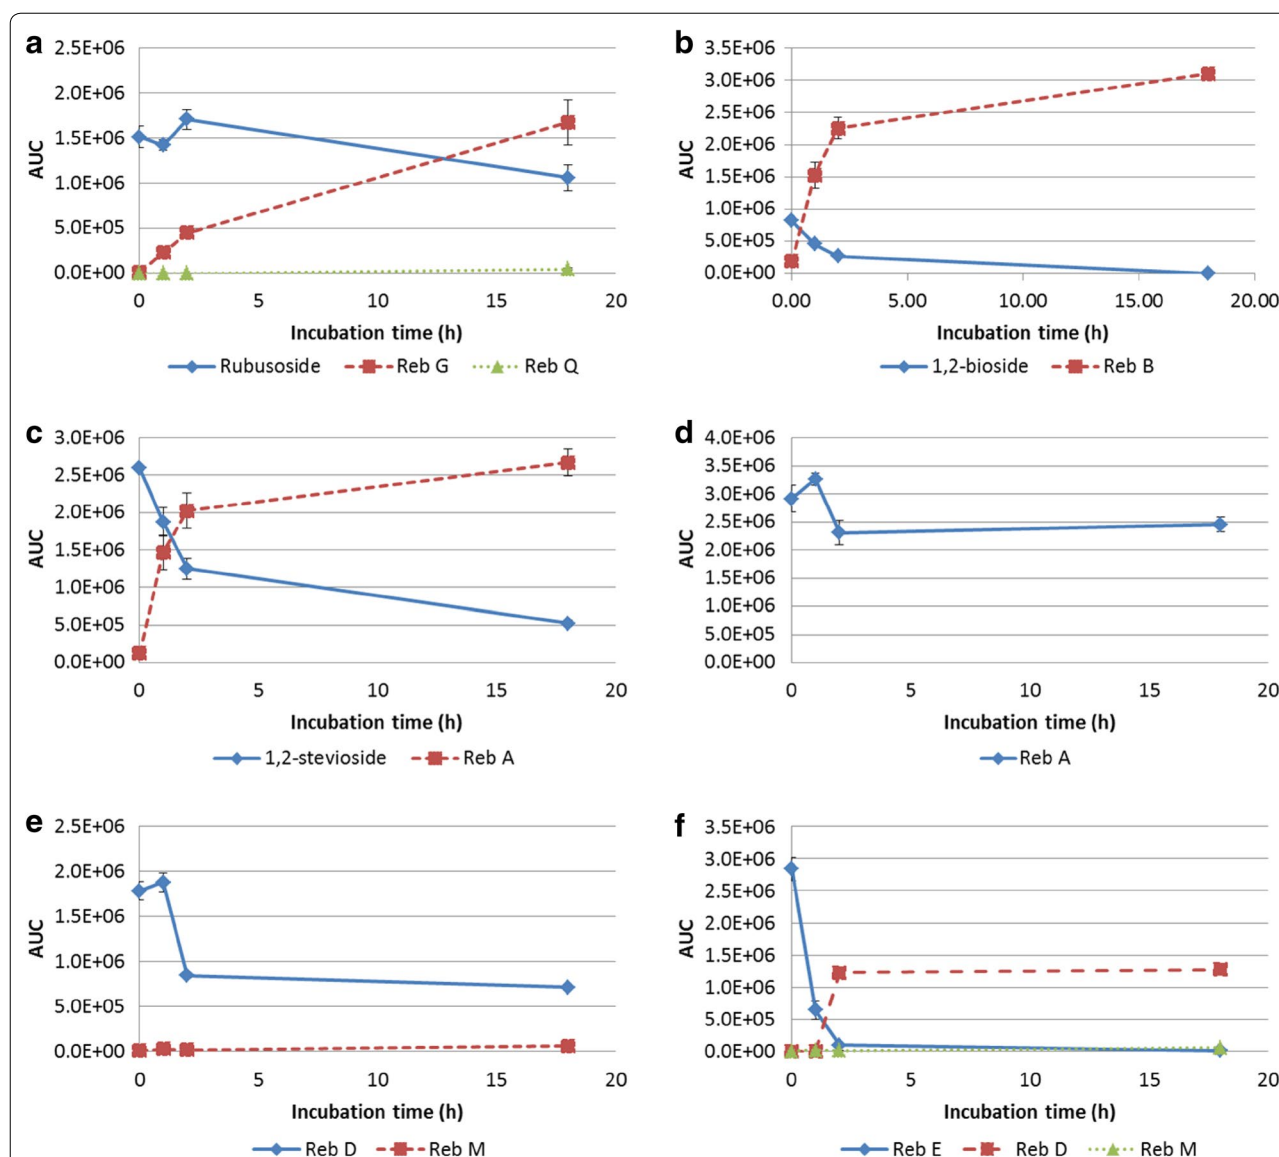 a
2.5E+06
2.0E+06
1.5E+06
1.0E+06
5.0E+05
0.0E+00
AUC
0 5 10 15 20
Incubation time (h)
Rubusoside Reb G Reb Q
b
3.5E+06
3.0E+06
2.5E+06
2.0E+06
1.5E+06
1.0E+06
5.0E+05
0.0E+00
AUC
0.00 5.00 10.00 15.00 20.00
Incubation time (h)
1,2-bioside Reb B
c
3.0E+06
2.5E+06
2.0E+06
1.5E+06
1.0E+06
5.0E+05
0.0E+00
AUC
0 5 10 15 20
Incubation time (h)
1,2-stevioside Reb A
d
4.0E+06
3.5E+06
3.0E+06
2.5E+06
2.0E+06
1.5E+06
1.0E+06
5.0E+05
0.0E+00
AUC
0 5 10 15 20
Incubation time (h)
Reb A
e
2.5E+06
2.0E+06
1.5E+06
1.0E+06
5.0E+05
0.0E+00
AUC
0 5 10 15 20
Incubation time (h)
Reb D Reb M
f
3.5E+06
3.0E+06
2.5E+06
2.0E+06
1.5E+06
1.0E+06
5.0E+05
0.0E+00
AUC
0 5 10 15 20
Incubation time (h)
Reb E Reb D Reb M